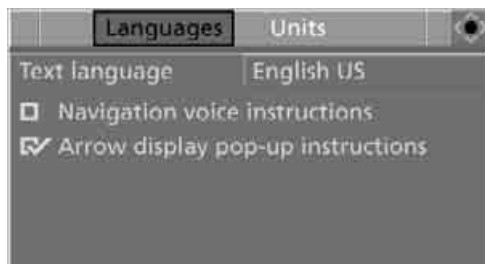 Languages Units
Text language English US
Navigation voice instructions
Arrow display pop-up instructions